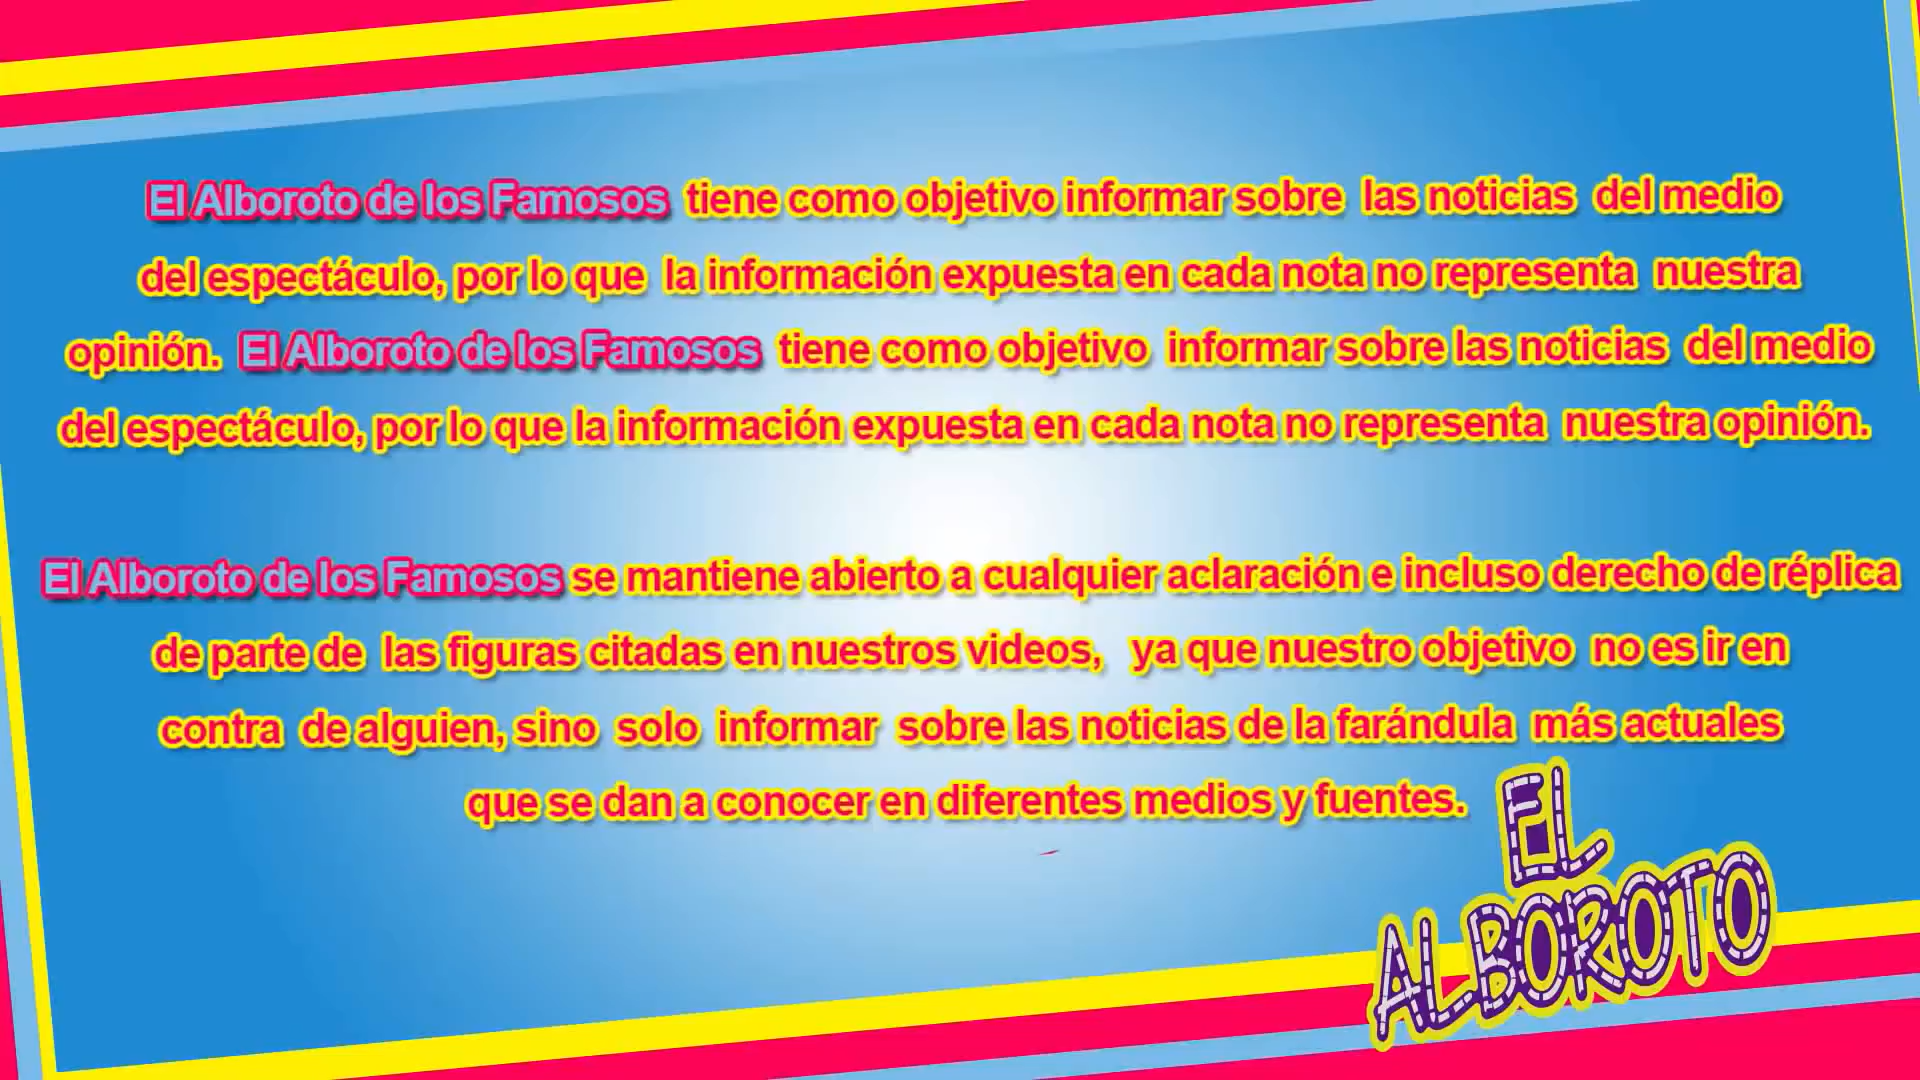 El Alboroto de los Famosos tiene como objetivo informar sobre las noticias del medio
del espectáculo, por lo que la información expuesta en cada nota no representa nuestra
opinión. El Alboroto de los Famosos tiene como objetivo informar sobre las noticias del medio
del espectáculo, por lo que la información expuesta en cada nota no representa nuestra opinión.
El Alboroto de los Famosos se mantiene abierto a cualquier aclaración e incluso derecho de réplica
de parte de las figuras citadas en nuestros videos, ya que nuestro objetivo no es ir en
contra de alguien, sino solo informar sobre las noticias de la farándula más actuales
que se dan a conocer en diferentes medios y fuentes.
EL
ALBOROTO